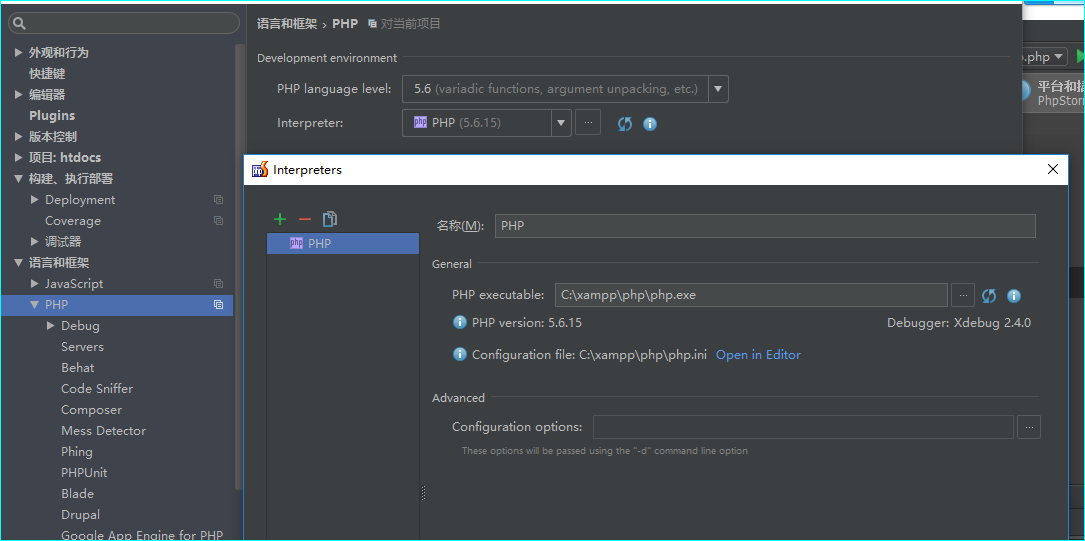 语言和框架 › PHP 对当前项目
外观和行为
快捷键
编辑器
Plugins
版本控制
项目: htdocs
构建、执行部署
Deployment
Coverage
调试器
语言和框架
JavaScript
PHP
Debug
Servers
Behat
Code Sniffer
Composer
Mess Detector
Phing
PHPUnit
Blade
Drupal
Google App Engine for PHP
Development environment
PHP language level: 5.6 (variadic functions, argument unpacking, etc.)
Interpreter: php PHP (5.6.15) ...
.php
平台和
PhpStor
Interpreters
php PHP
名称(M): PHP
General
PHP executable: C:\xampp\php\php.exe ...
PHP version: 5.6.15 Debugger: Xdebug 2.4.0
Configuration file: C:\xampp\php\php.ini Open in Editor
Advanced
Configuration options: ...
These options will be passed using the "-d" command line option